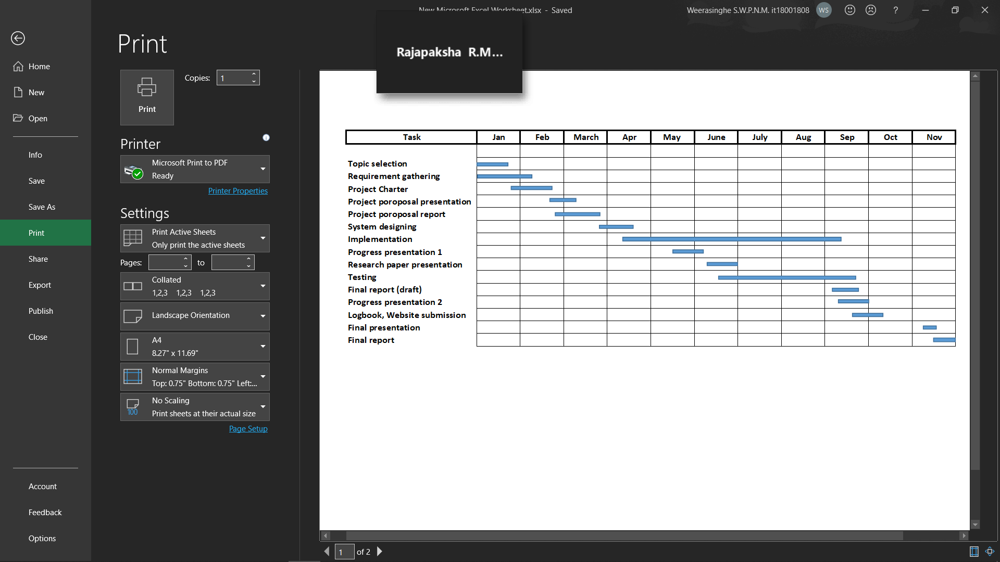 New Microsoft Excel Worksheet.xlsx - Saved
Weerasinghe S.W.P.N.M. it18001808
WS
?
Rajapaksha R.M...
Print
Home
New
Open
Info
Save
Save As
Print
Share
Export
Publish
Close
Account
Feedback
Options
Print
Copies: 1
Printer
Microsoft Print to PDF
Ready
Printer Properties
Settings
Print Active Sheets
Only print the active sheets
Pages: to
Collated
1,2,3 1,2,3 1,2,3
Landscape Orientation
A4
8.27" x 11.69"
Normal Margins
Top: 0.75" Bottom: 0.75" Left:...
No Scaling
100
Print sheets at their actual size
Page Setup
Task Jan Feb March Apr May June July Aug Sep Oct Nov
Topic selection
Requirement gathering
Project Charter
Project poroposal presentation
Project poroposal report
System designing
Implementation
Progress presentation 1
Research paper presentation
Testing
Final report (draft)
Progress presentation 2
Logbook, Website submission
Final presentation
Final report
1 of 2